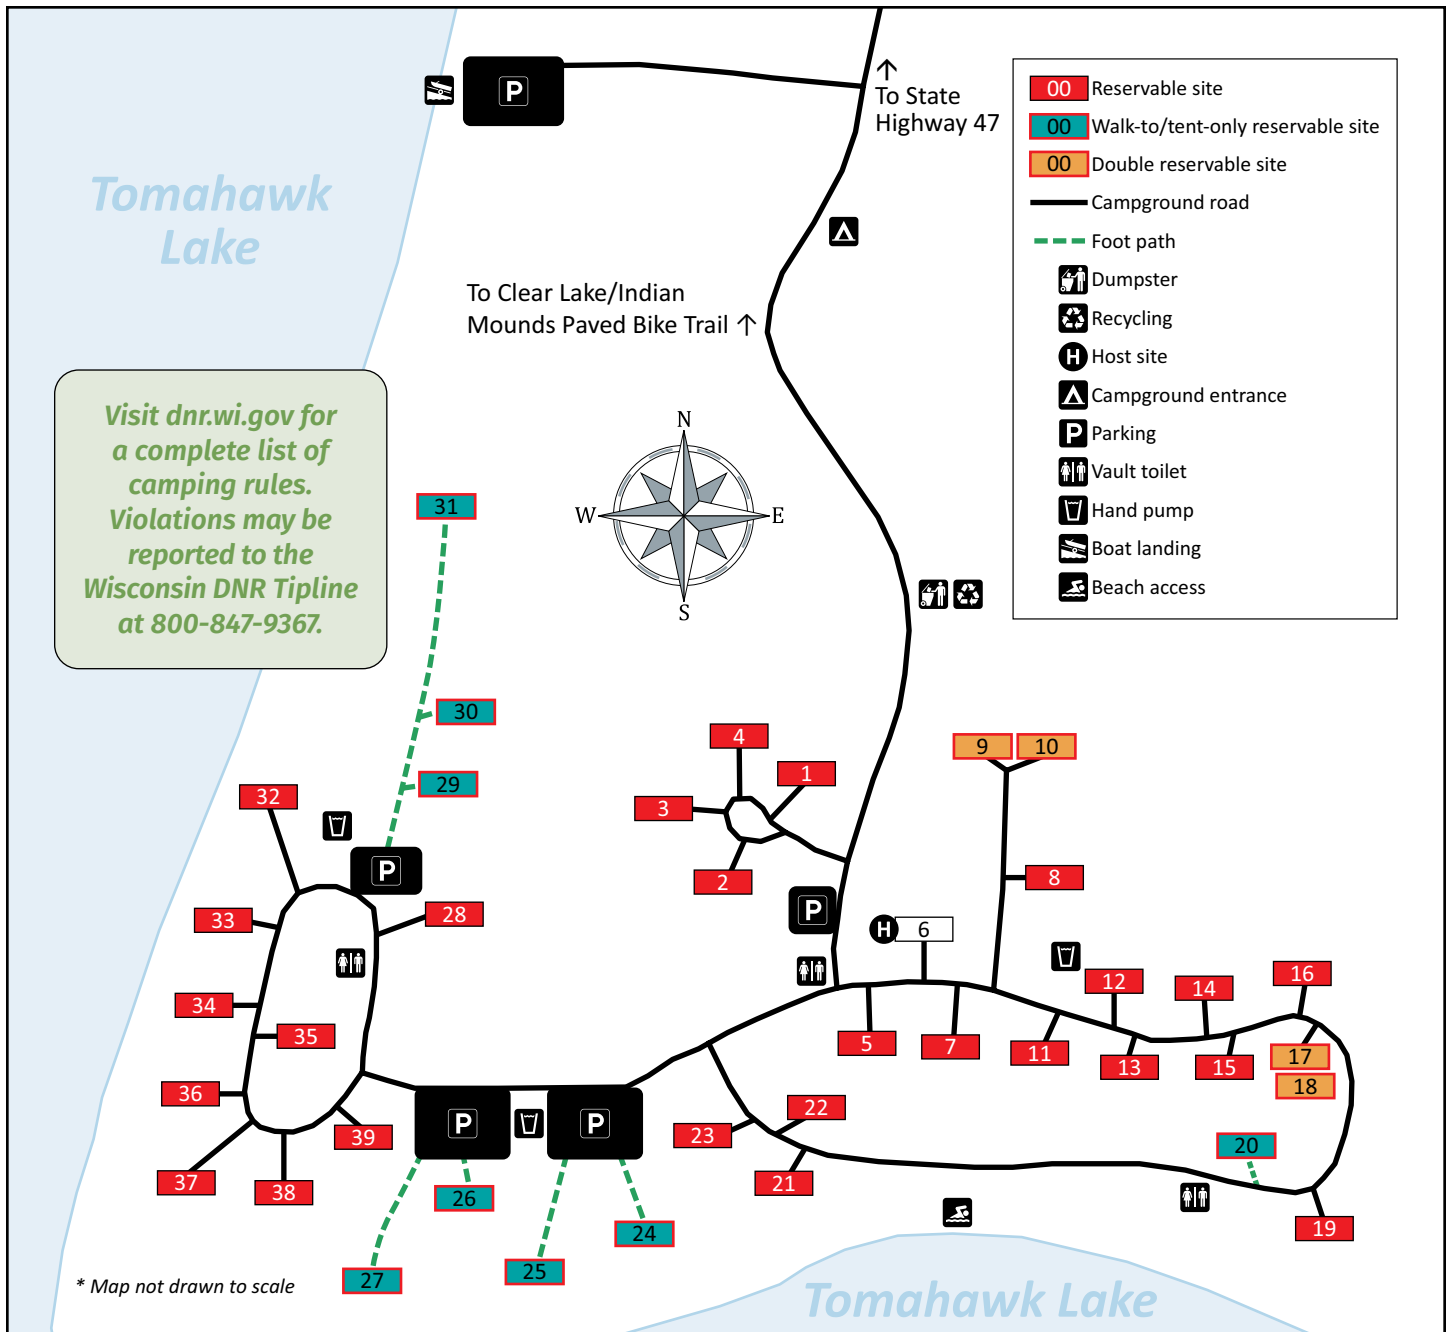 P
↑
To State
Highway 47
Tomahawk
Lake
To Clear Lake/Indian
Mounds Paved Bike Trail ↑
00 Reservable site
00 Walk-to/tent-only reservable site
00 Double reservable site
Campground road
Foot path
Dumpster
Recycling
H Host site
Campground entrance
P Parking
Vault toilet
Hand pump
Boat landing
Beach access
Visit dnr.wi.gov for
a complete list of
camping rules.
Violations may be
reported to the
Wisconsin DNR Tipline
at 800-847-9367.
N
W E
S
31
30
29
4
1
3
2
9 10
8
32
P
33
28
34
35
36
37
38
39
P
H 6
5
7
11
12
13
14
15
16
17
18
20
19
22
23
21
P
P
26
24
25
27
* Map not drawn to scale
Tomahawk Lake